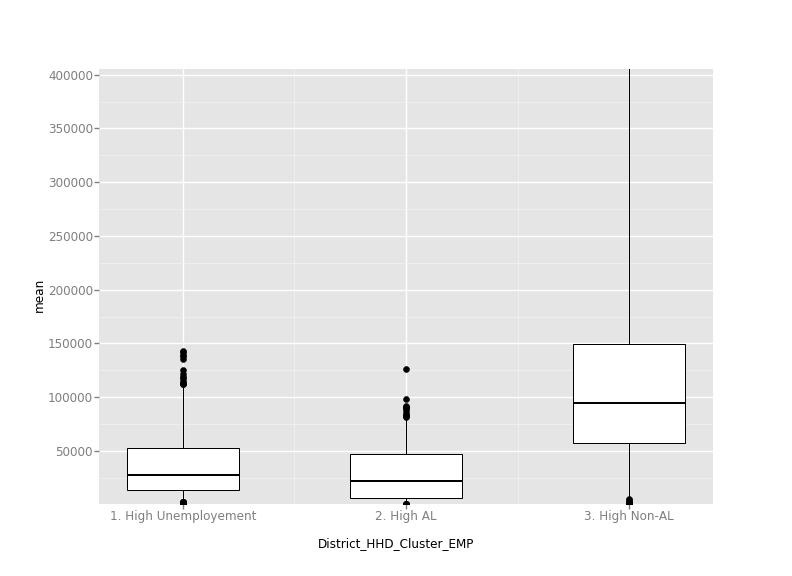 400000
350000
300000
250000
200000
150000
100000
50000
mean
1. High Unemployement
2. High AL
3. High Non-AL
District_HHD_Cluster_EMP